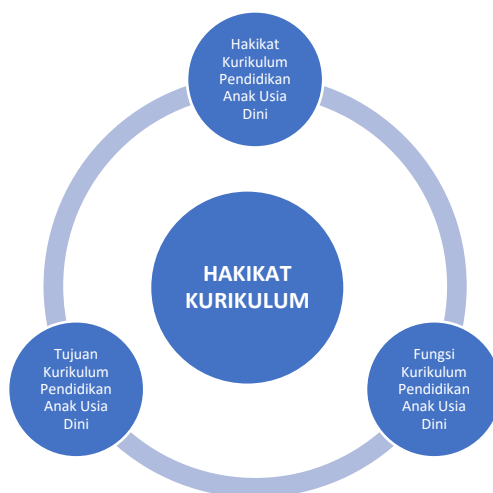 Hakikat
Kurikulum
Pendidikan
Anak Usia
Dini
HAKIKAT
KURIKULUM
Tujuan
Kurikulum
Pendidikan
Anak Usia
Dini
Fungsi
Kurikulum
Pendidikan
Anak Usia
Dini